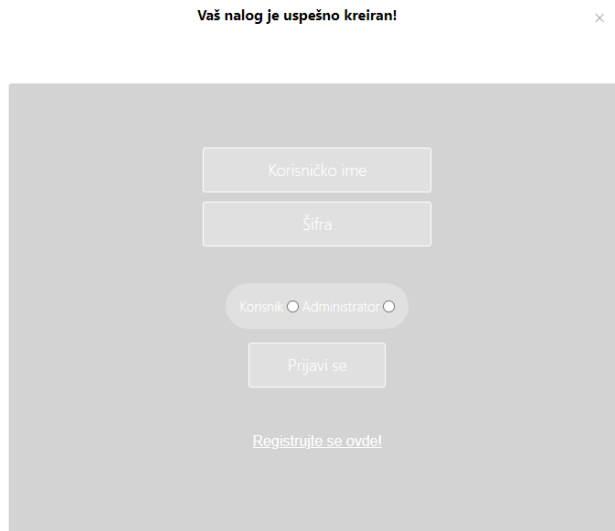 Vaš nalog je uspešno kreiran!
×
Korisničko ime
Šifra
Korisnik Administrator
Prijavi se
Registrujte se ovde!